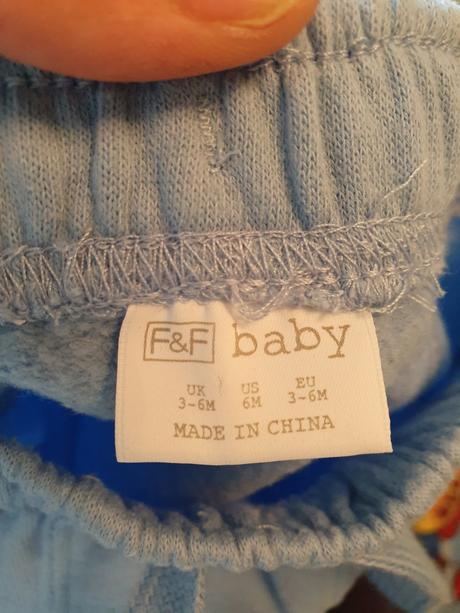 F&F baby
UK US EU
3-6M 6M 3-6M
MADE IN CHINA